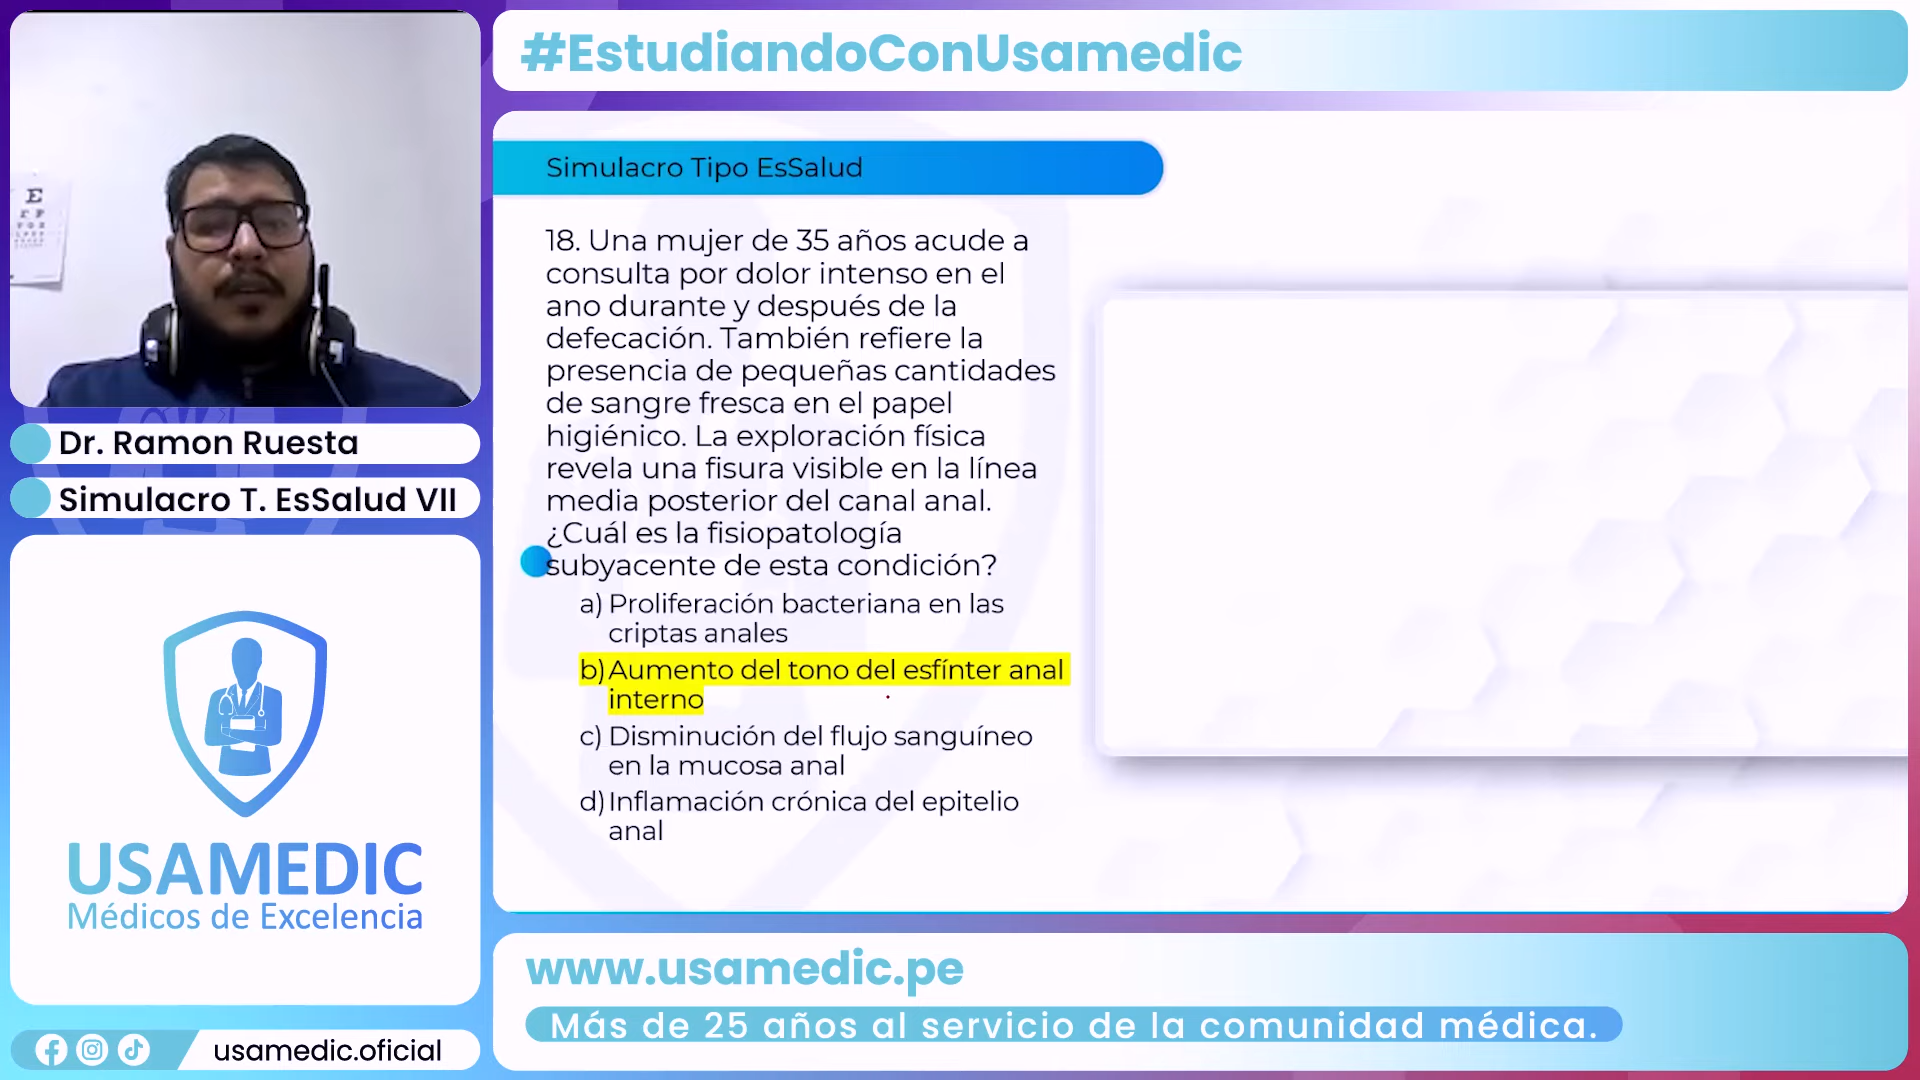 #EstudiandoConUsamedic
Simulacro Tipo EsSalud
18. Una mujer de 35 años acude a
consulta por dolor intenso en el
ano durante y después de la
defecación. También refiere la
presencia de pequeñas cantidades
de sangre fresca en el papel
higiénico. La exploración física
revela una fisura visible en la línea
media posterior del canal anal.
¿Cuál es la fisiopatología
subyacente de esta condición?
a) Proliferación bacteriana en las
criptas anales
b) Aumento del tono del esfínter anal
interno
c) Disminución del flujo sanguíneo
en la mucosa anal
d) Inflamación crónica del epitelio
anal
E
Dr. Ramon Ruesta
Simulacro T. EsSalud VII
USAMEDIC
Médicos de Excelencia
usamedic.oficial
www.usamedic.pe
Más de 25 años al servicio de la comunidad médica.